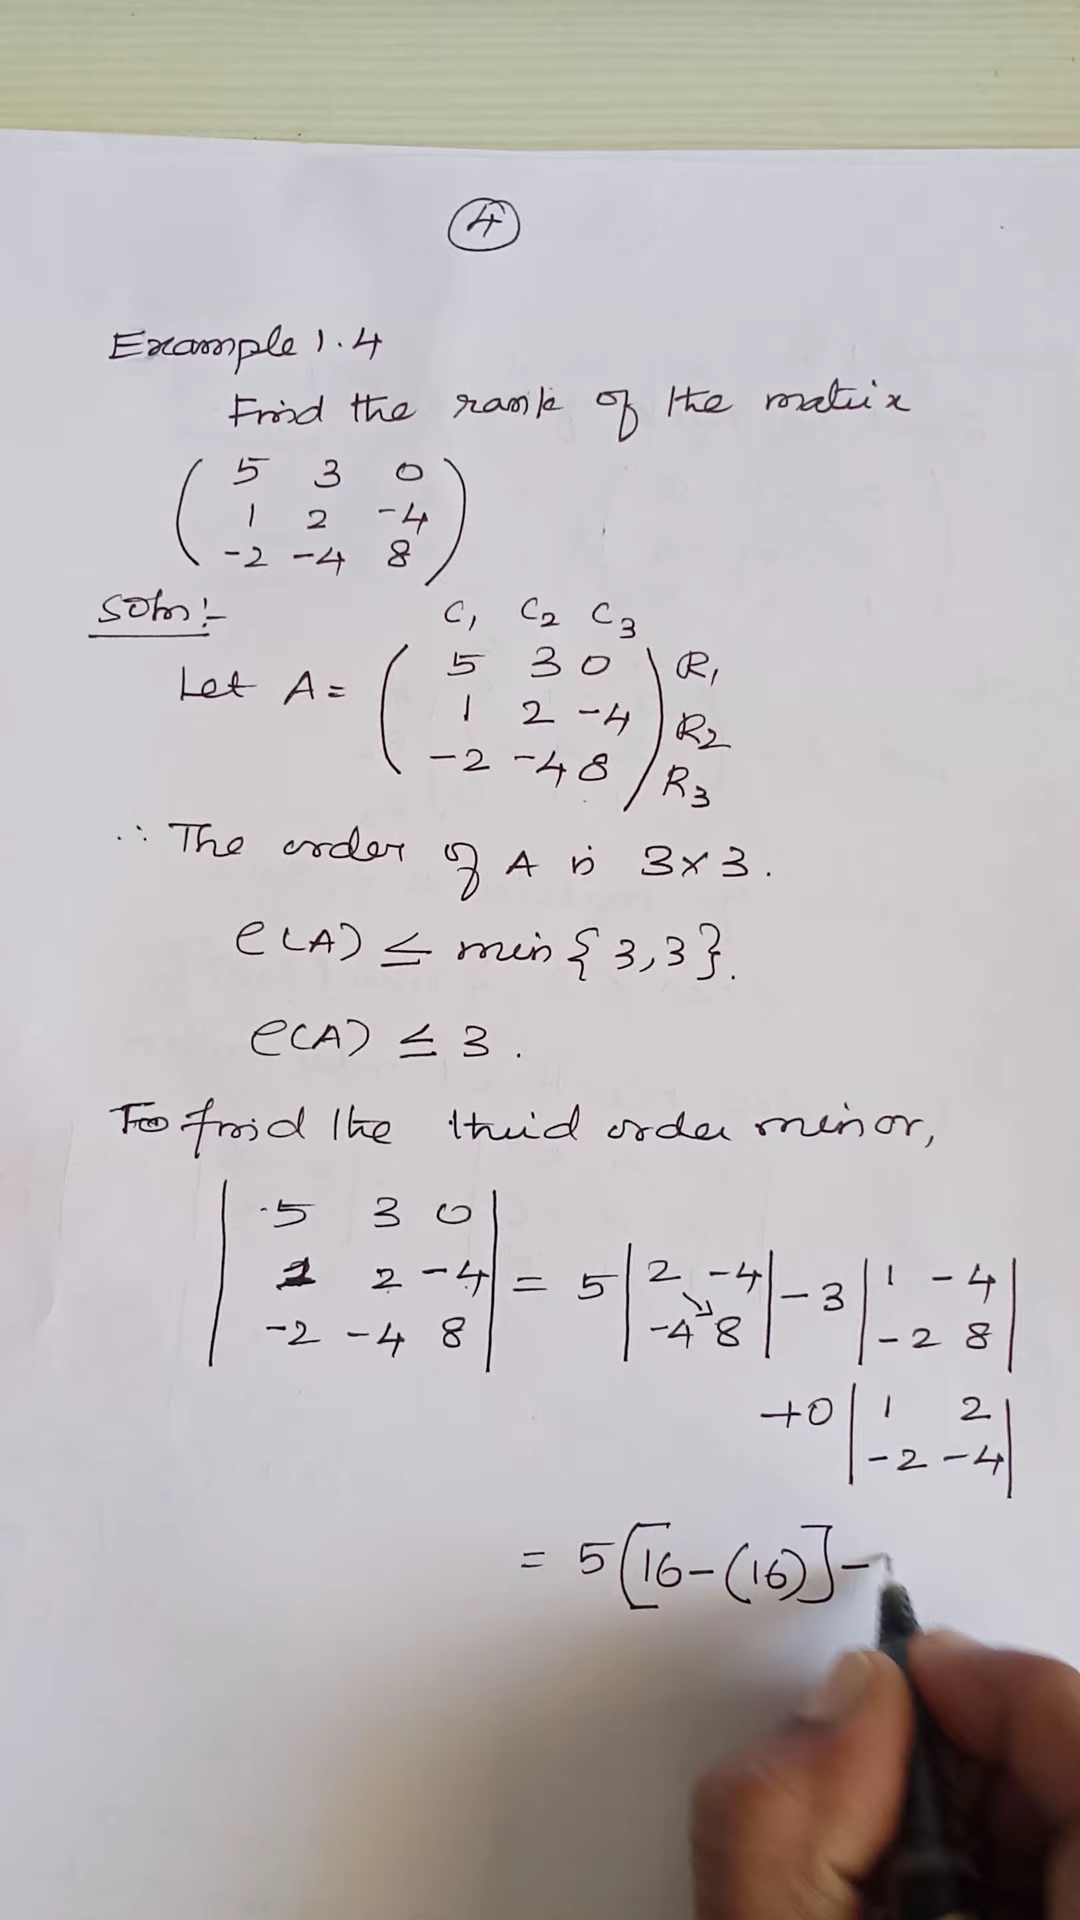 4
Example 1.4
Find the rank of the matrix
5 3 0
1 2 -4
-2 -4 8
Soln:-
C1 C2 C3
5 3 0 R1
Let A =
1 2 -4 R2
-2 -4 8 R3
∴ The order of A is 3×3.
ρ(A) ≤ min {3,3}.
ρ(A) ≤ 3.
To find the third order minor,
|5 3 0|
|1 2 -4| = 5 |2 -4| - 3 |1 -4|
|-2 -4 8| |-4 8| |-2 8|
+0 |1 2|
|-2 -4|
= 5 [16-(16)] -